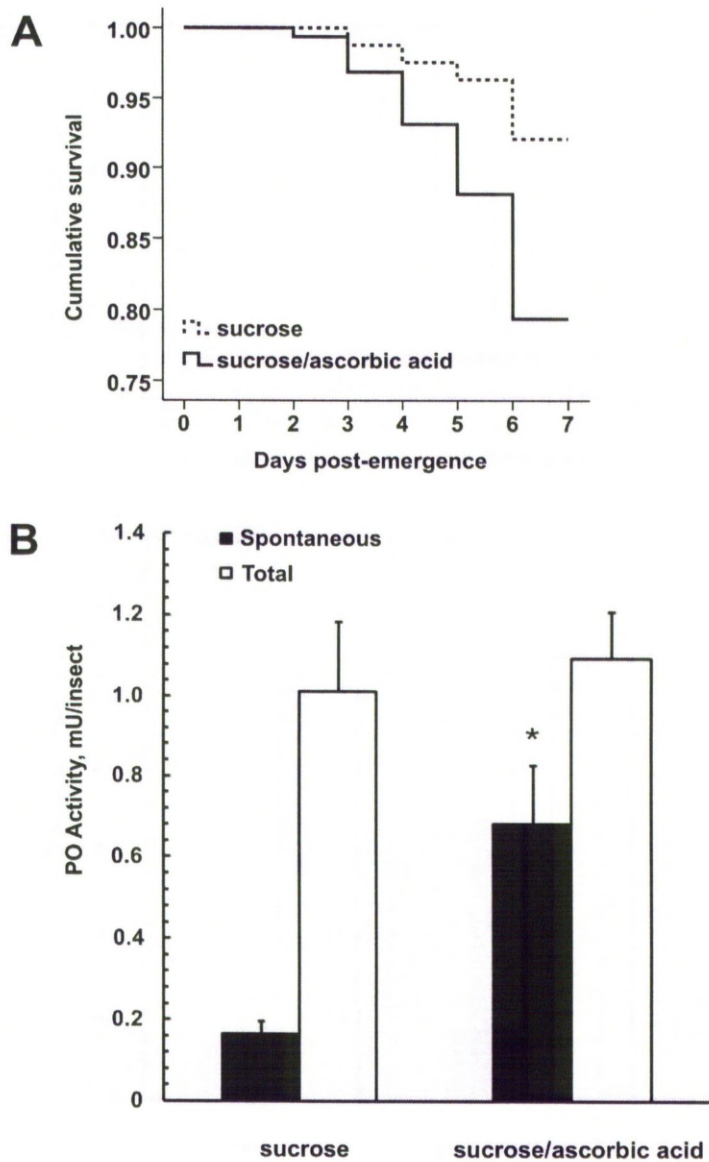 A
1.00
0.95
0.90
0.85
0.80
0.75
Cumulative survival
sucrose
sucrose/ascorbic acid
0 1 2 3 4 5 6 7
Days post-emergence
B
1.4
1.2
1.0
0.8
0.6
0.4
0.2
0
PO Activity, mU/insect
Spontaneous
Total
*
sucrose sucrose/ascorbic acid